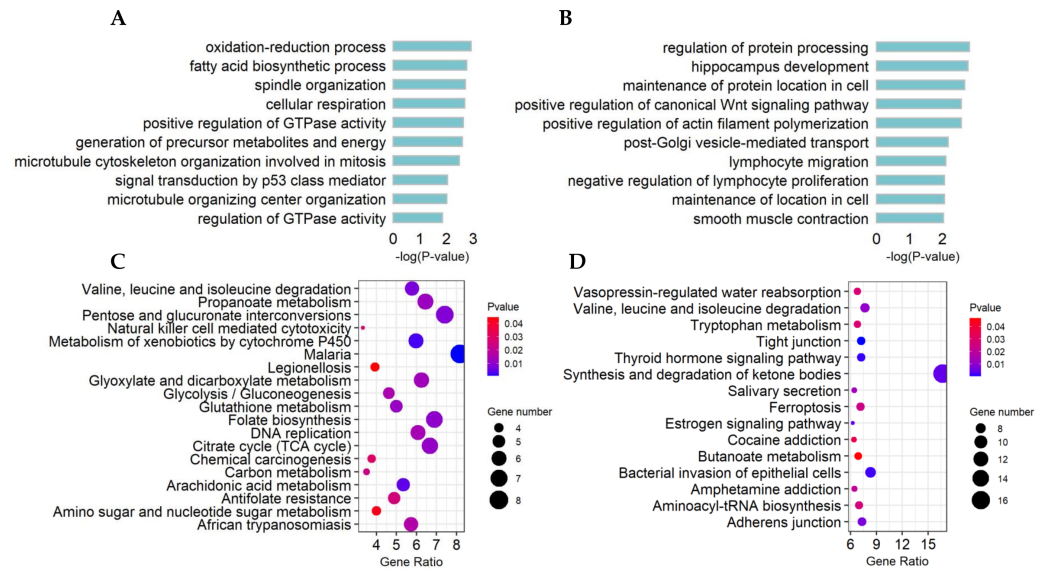 A
oxidation-reduction process
fatty acid biosynthetic process
spindle organization
cellular respiration
positive regulation of GTPase activity
generation of precursor metabolites and energy
microtubule cytoskeleton organization involved in mitosis
signal transduction by p53 class mediator
microtubule organizing center organization
regulation of GTPase activity
0 1 2 3
-log(P-value)
B
regulation of protein processing
hippocampus development
maintenance of protein location in cell
positive regulation of canonical Wnt signaling pathway
positive regulation of actin filament polymerization
post-Golgi vesicle-mediated transport
lymphocyte migration
negative regulation of lymphocyte proliferation
maintenance of location in cell
smooth muscle contraction
0 1 2
-log(P-value)
C
Valine, leucine and isoleucine degradation
Propanoate metabolism
Pentose and glucuronate interconversions
Natural killer cell mediated cytotoxicity
Metabolism of xenobiotics by cytochrome P450
Malaria
Legionellosis
Glyoxylate and dicarboxylate metabolism
Glycolysis / Gluconeogenesis
Glutathione metabolism
Folate biosynthesis
DNA replication
Citrate cycle (TCA cycle)
Chemical carcinogenesis
Carbon metabolism
Arachidonic acid metabolism
Antifolate resistance
Amino sugar and nucleotide sugar metabolism
African trypanosomiasis
4 5 6 7 8
Gene Ratio
Pvalue
0.04
0.03
0.02
0.01
Gene number
4
5
6
7
8
D
Vasopressin-regulated water reabsorption
Valine, leucine and isoleucine degradation
Tryptophan metabolism
Tight junction
Thyroid hormone signaling pathway
Synthesis and degradation of ketone bodies
Salivary secretion
Ferroptosis
Estrogen signaling pathway
Cocaine addiction
Butanoate metabolism
Bacterial invasion of epithelial cells
Amphetamine addiction
Aminoacyl-tRNA biosynthesis
Adherens junction
6 9 12 15
Gene Ratio
Pvalue
0.04
0.03
0.02
0.01
Gene number
8
10
12
14
16